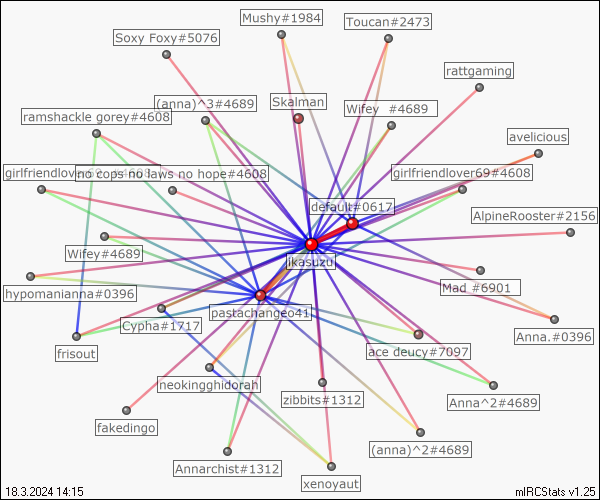 Mushy#1984
Toucan#2473
Soxy Foxy#5076
rattgaming
(anna)^3#4689
Skalman
Wifey #4689
ramshackle gorey#4608
avelicious
no cops no laws no hope#4608
girlfriendlover69#4608
default#0617
AlpineRooster#2156
Wifey#4689
ikasuzu
Mad #6901
hypomanianna#0396
pastachangeo41
Cypha#1717
Anna.#0396
frisout
ace deucy#7097
neokingghidorah
zibbits#1312
Anna^2#4689
fakedingo
(anna)^2#4689
Annarchist#1312
xenoyaut
18.3.2024 14:15
mIRCStats v1.25